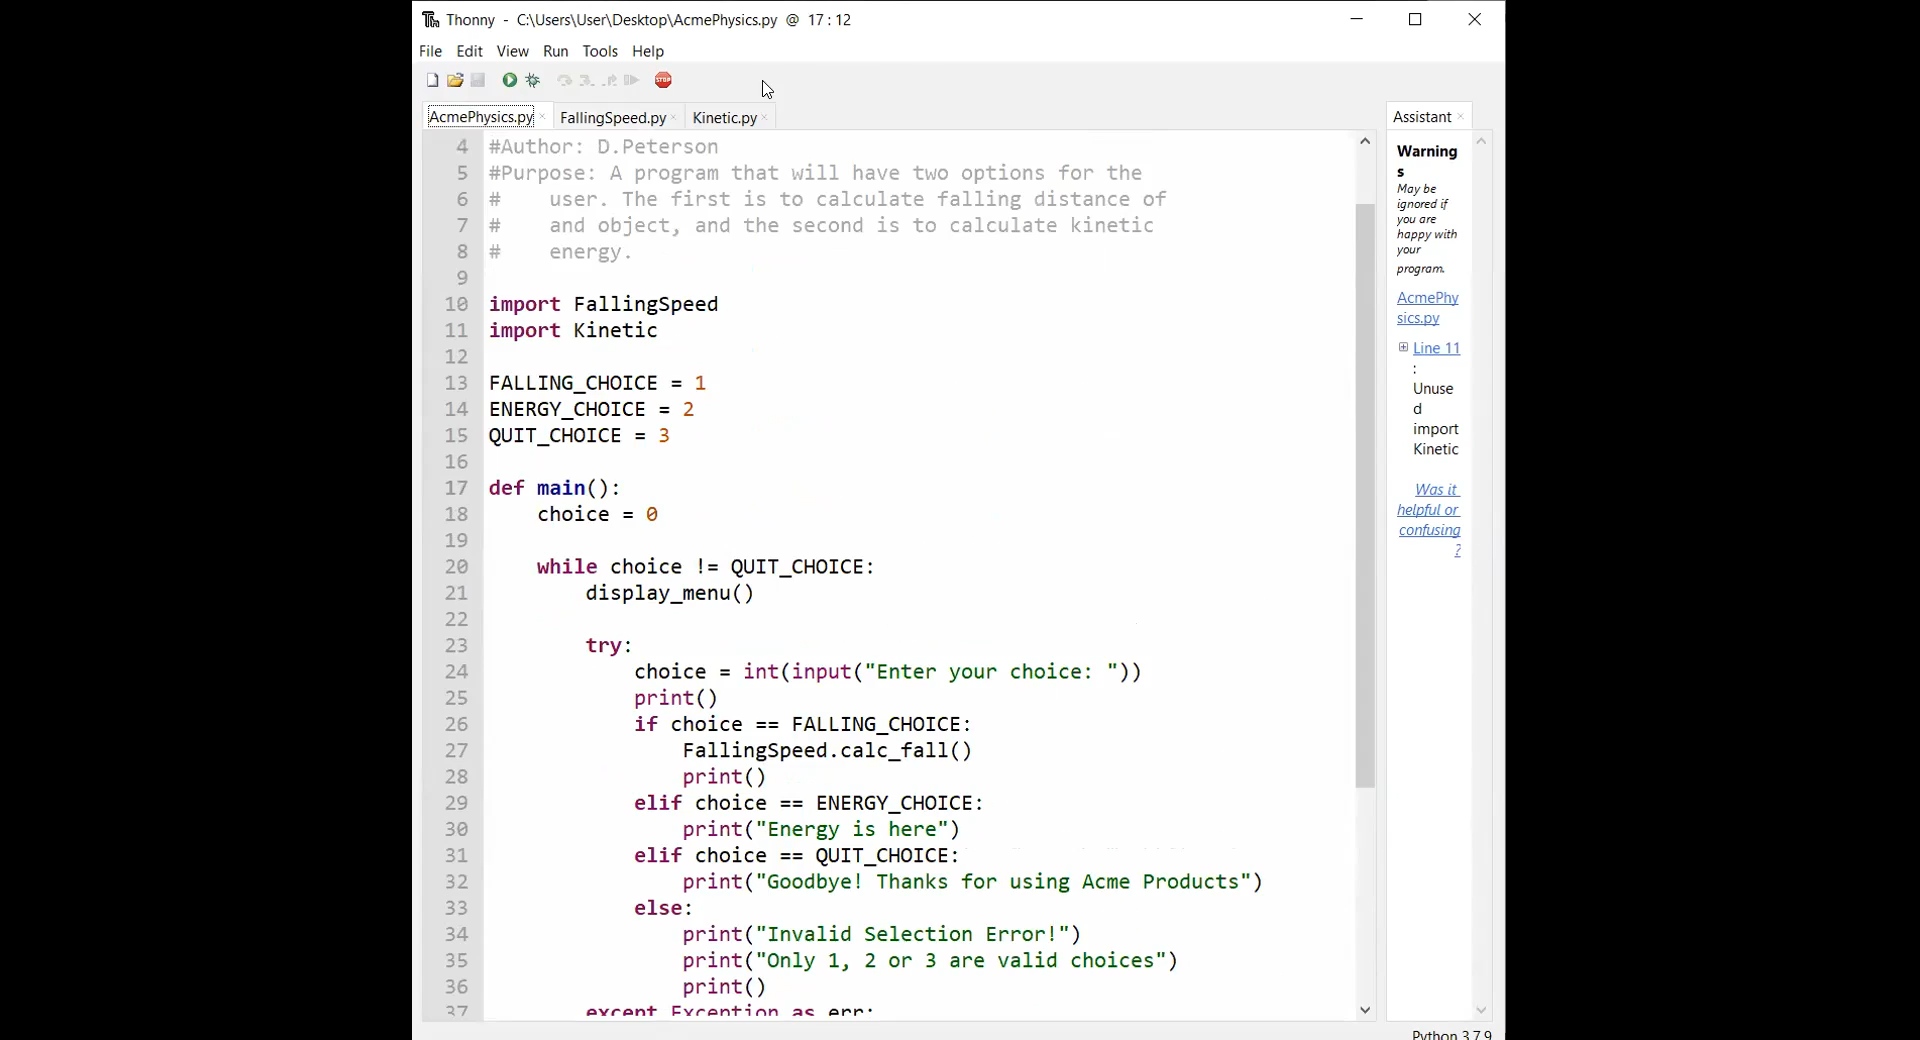 Thonny - C:\Users\User\Desktop\AcmePhysics.py @ 17 : 12
File Edit View Run Tools Help
STOP
AcmePhysics.py × FallingSpeed.py × Kinetic.py ×
4 #Author: D.Peterson
5 #Purpose: A program that will have two options for the
6 #    user. The first is to calculate falling distance of
7 #    and object, and the second is to calculate kinetic
8 #    energy.
9
10 import FallingSpeed
11 import Kinetic
12
13 FALLING_CHOICE = 1
14 ENERGY_CHOICE = 2
15 QUIT_CHOICE = 3
16
17 def main():
18     choice = 0
19
20     while choice != QUIT_CHOICE:
21         display_menu()
22
23         try:
24             choice = int(input("Enter your choice: "))
25             print()
26             if choice == FALLING_CHOICE:
27                 FallingSpeed.calc_fall()
28                 print()
29             elif choice == ENERGY_CHOICE:
30                 print("Energy is here")
31             elif choice == QUIT_CHOICE:
32                 print("Goodbye! Thanks for using Acme Products")
33             else:
34                 print("Invalid Selection Error!")
35                 print("Only 1, 2 or 3 are valid choices")
36                 print()
37         except Exception as err:
Assistant ×
Warning
s
May be
ignored if
you are
happy with
your
program.
AcmePhy
sics.py
Line 11
:
Unuse
d
import
Kinetic
Was it
helpful or
confusing
?
Python 3.7.9